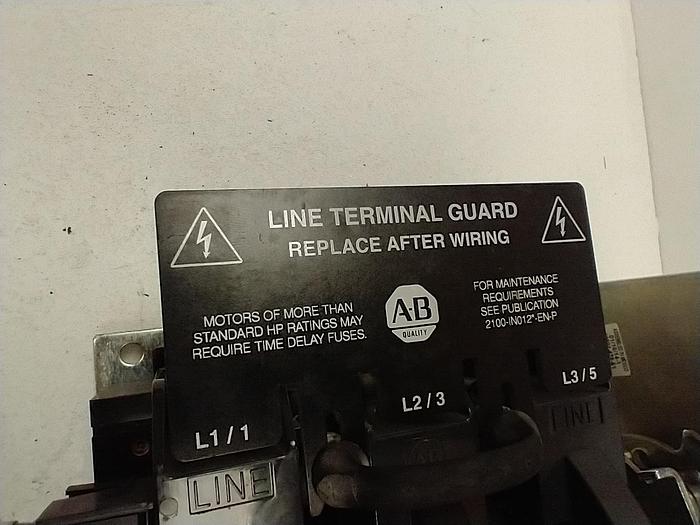 LINE TERMINAL GUARD
REPLACE AFTER WIRING
MOTORS OF MORE THAN
STANDARD HP RATINGS MAY
REQUIRE TIME DELAY FUSES.
A-B
QUALITY
FOR MAINTENANCE
REQUIREMENTS
SEE PUBLICATION
2100-IN012*-EN-P
L1/1
L2/3
L3/5
LINE
LINE